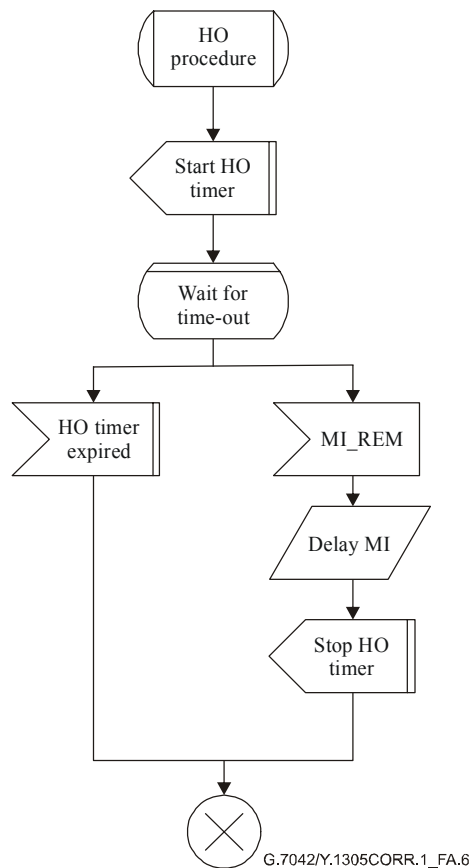 HO
procedure
Start HO
timer
Wait for
time-out
HO timer
expired
MI_REM
Delay MI
Stop HO
timer
G.7042/Y.1305CORR.1_FA.6